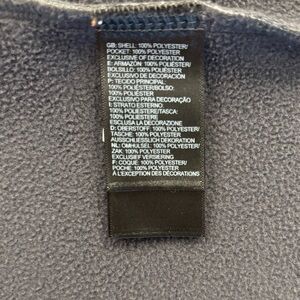 GB: SHELL: 100% POLYESTER/
POCKET: 100% POLYESTER
EXCLUSIVE OF DECORATION
E: ARMAZÓN: 100% POLIÉSTER/
BOLSILLO: 100% POLIÉSTER
EXCLUSIVO DE DECORACIÓN
P: TECIDO PRINCIPAL:
100% POLIÉSTER/BOLSO:
100% POLIÉSTER
EXCLUSIVO PARA DECORAÇÃO
I: STRATO ESTERNO:
100% POLIESTERE/TASCA:
100% POLIESTERE
ESCLUSA LA DECORAZIONE
D: OBERSTOFF: 100% POLYESTER/
TASCHE: 100% POLYESTER
AUSSCHLIESSLICH DEKORATION
NL: OMHULSEL: 100% POLYESTER/
ZAK: 100% POLYESTER
EXCLUSIEF VERSIERING
F: COQUE: 100% POLYESTER/
POCHE: 100% POLYESTER
À L'EXCEPTION DES DÉCORATIONS